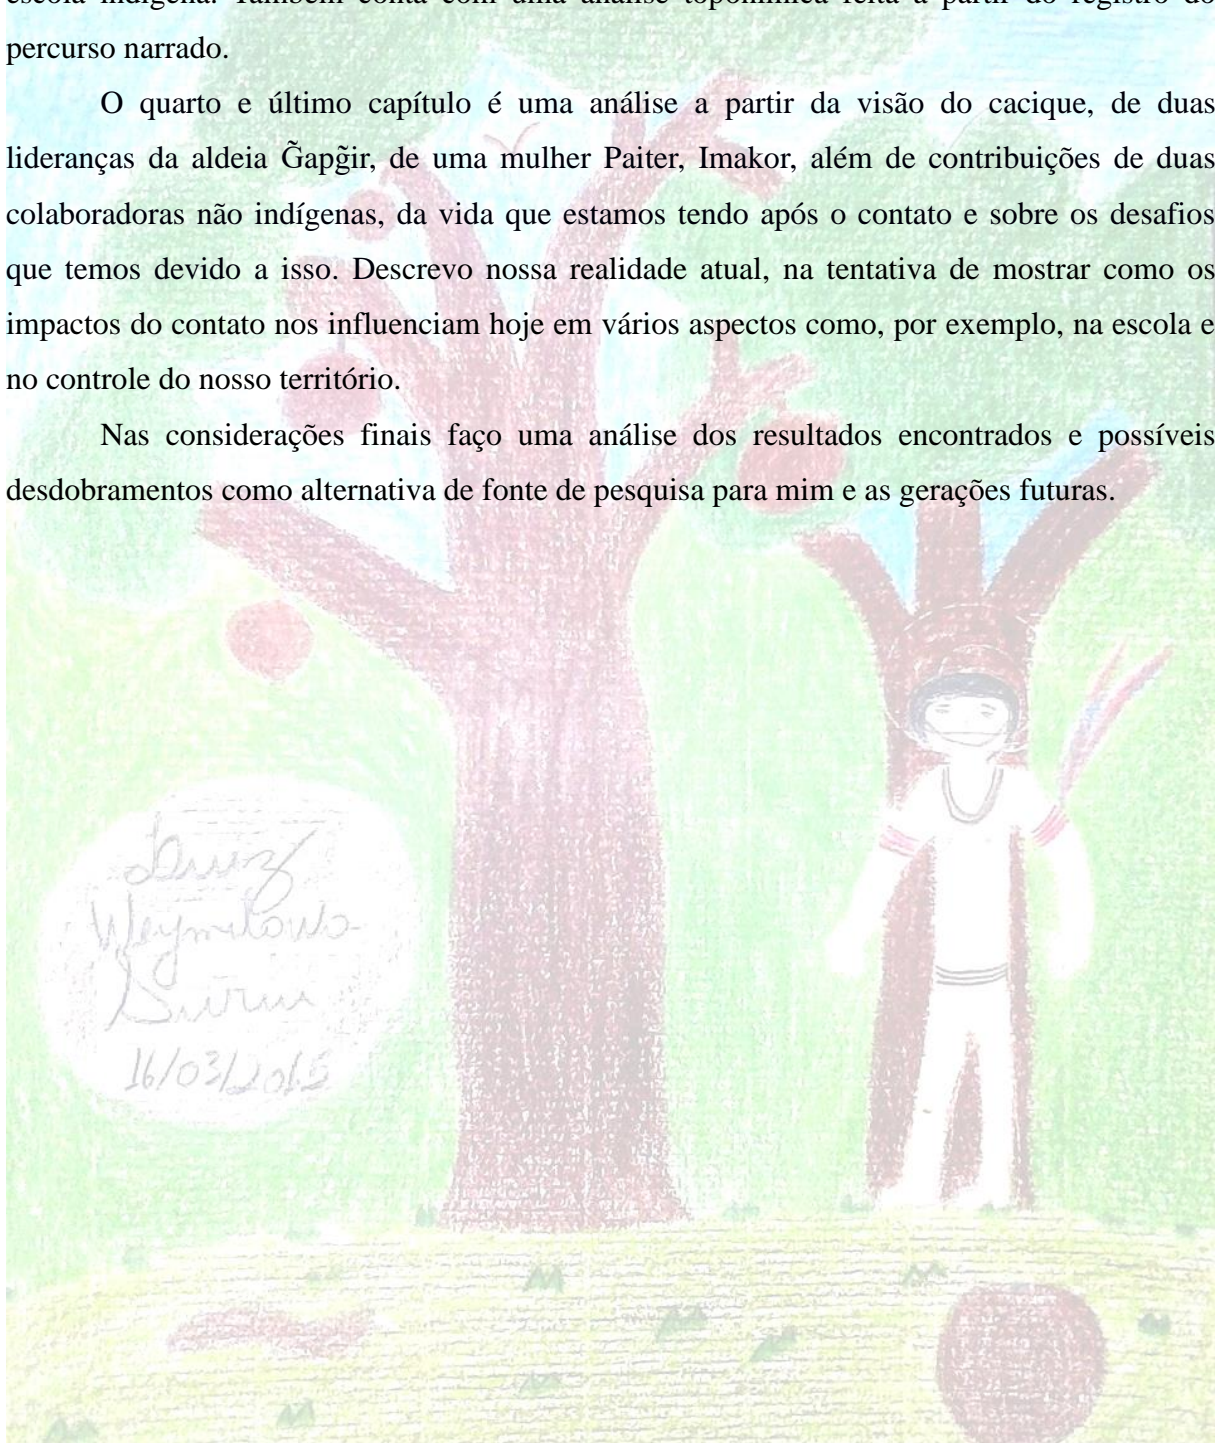 escola indígena. Também conta com uma análise toponímica feita a partir do registro do
percurso narrado.
O quarto e último capítulo é uma análise a partir da visão do cacique, de duas
lideranças da aldeia G̃apg̃ir, de uma mulher Paiter, Imakor, além de contribuições de duas
colaboradoras não indígenas, da vida que estamos tendo após o contato e sobre os desafios
que temos devido a isso. Descrevo nossa realidade atual, na tentativa de mostrar como os
impactos do contato nos influenciam hoje em vários aspectos como, por exemplo, na escola e
no controle do nosso território.
Nas considerações finais faço uma análise dos resultados encontrados e possíveis
desdobramentos como alternativa de fonte de pesquisa para mim e as gerações futuras.
Luiz
Surui